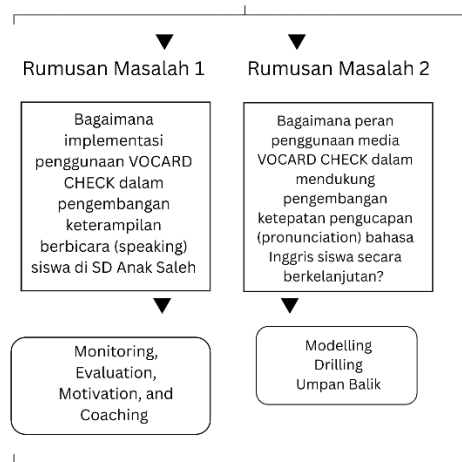 Rumusan Masalah 1
Bagaimana
implementasi
penggunaan VOCARD
CHECK dalam
pengembangan
keterampilan
berbicara (speaking)
siswa di SD Anak Saleh
Monitoring,
Evaluation,
Motivation, and
Coaching
Rumusan Masalah 2
Bagaimana peran
penggunaan media
VOCARD CHECK dalam
mendukung
pengembangan
ketepatan pengucapan
(pronunciation) bahasa
Inggris siswa secara
berkelanjutan?
Modelling
Drilling
Umpan Balik